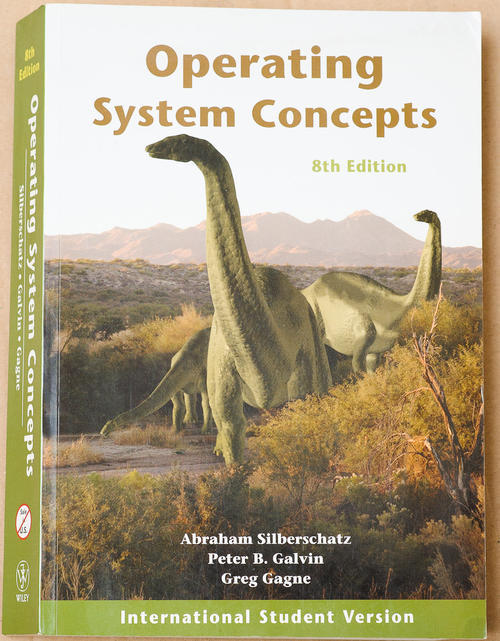 Operating
System Concepts
8th Edition
Abraham Silberschatz
Peter B. Galvin
Greg Gagne
International Student Version
8th
Edition
Operating System Concepts
Silberschatz • Galvin • Gagne
U.S.
WILEY